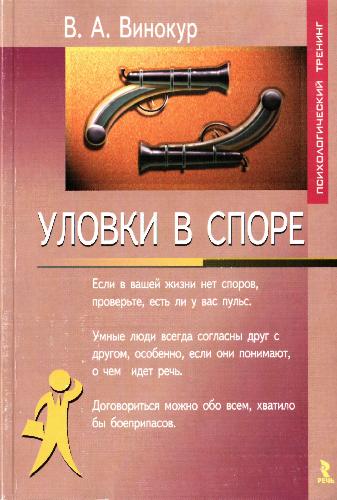 В. А. Винокур
ПСИХОЛОГИЧЕСКИЙ ТРЕНИНГ
УЛОВКИ В СПОРЕ
Если в вашей жизни нет споров,
проверьте, есть ли у вас пульс.
Умные люди всегда согласны друг с
другом, особенно, если они понимают,
о чем идет речь.
Договориться можно обо всем, хватило
бы боеприпасов.
РЕЧЬ